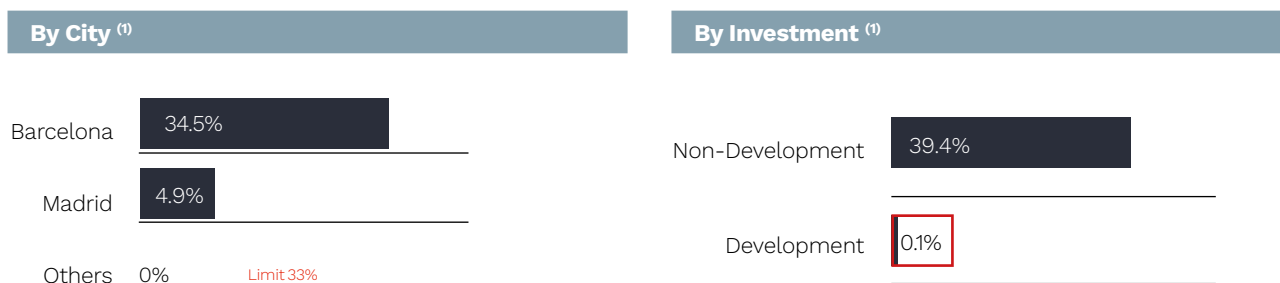 By City (1)
Barcelona 34.5%
Madrid 4.9%
Others 0% Limit 33%
By Investment (1)
Non-Development 39.4%
Development 0.1%